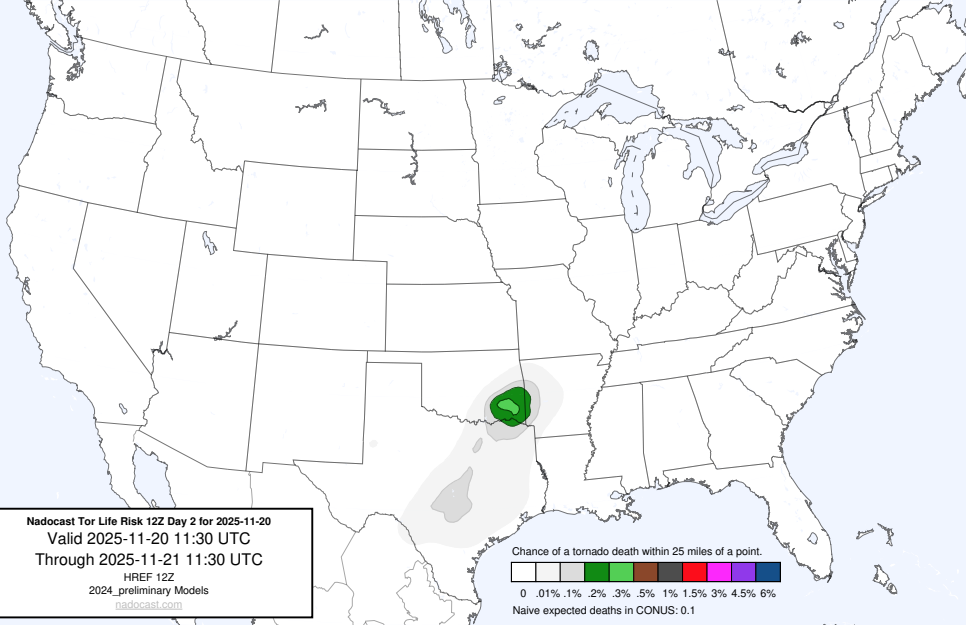 Nadocast Tor Life Risk 12Z Day 2 for 2025-11-20
Valid 2025-11-20 11:30 UTC
Through 2025-11-21 11:30 UTC
HREF 12Z
2024_preliminary Models
nadocast.com
Chance of a tornado death within 25 miles of a point.
0 .01% .1% .2% .3% .5% 1% 1.5% 3% 4.5% 6%
Naive expected deaths in CONUS: 0.1